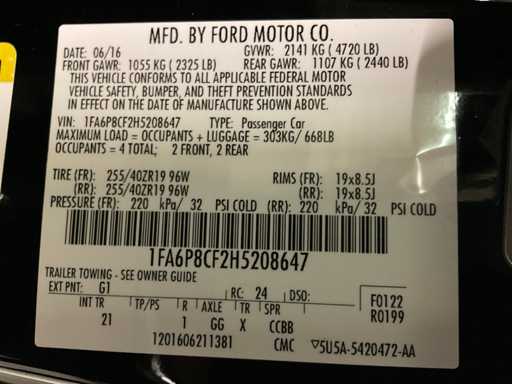 MFD. BY FORD MOTOR CO.
DATE: 06/16 GVWR: 2141 KG ( 4720 LB)
FRONT GAWR: 1055 KG ( 2325 LB) REAR GAWR: 1107 KG ( 2440 LB)
THIS VEHICLE CONFORMS TO ALL APPLICABLE FEDERAL MOTOR
VEHICLE SAFETY, BUMPER, AND THEFT PREVENTION STANDARDS
IN EFFECT ON THE DATE OF MANUFACTURE SHOWN ABOVE.
VIN: 1FA6P8CF2H5208647 TYPE: Passenger Car
MAXIMUM LOAD = OCCUPANTS + LUGGAGE = 303KG/ 668LB
OCCUPANTS = 4 TOTAL; 2 FRONT, 2 REAR
TIRE (FR): 255/40ZR19 96W RIMS (FR): 19x8.5J
(RR): 255/40ZR19 96W (RR): 19x8.5J
PRESSURE (FR): 220 kPa/ 32 PSI COLD (RR): 220 kPa/ 32 PSI COLD
1FA6P8CF2H5208647
TRAILER TOWING - SEE OWNER GUIDE
EXT PNT: G1 RC: 24 DSO: F0122
INT TR TP/PS R AXLE TR SPR R0199
21 1 GG X CCBB
1201606211381 CMC ▽5U5A-5420472-AA